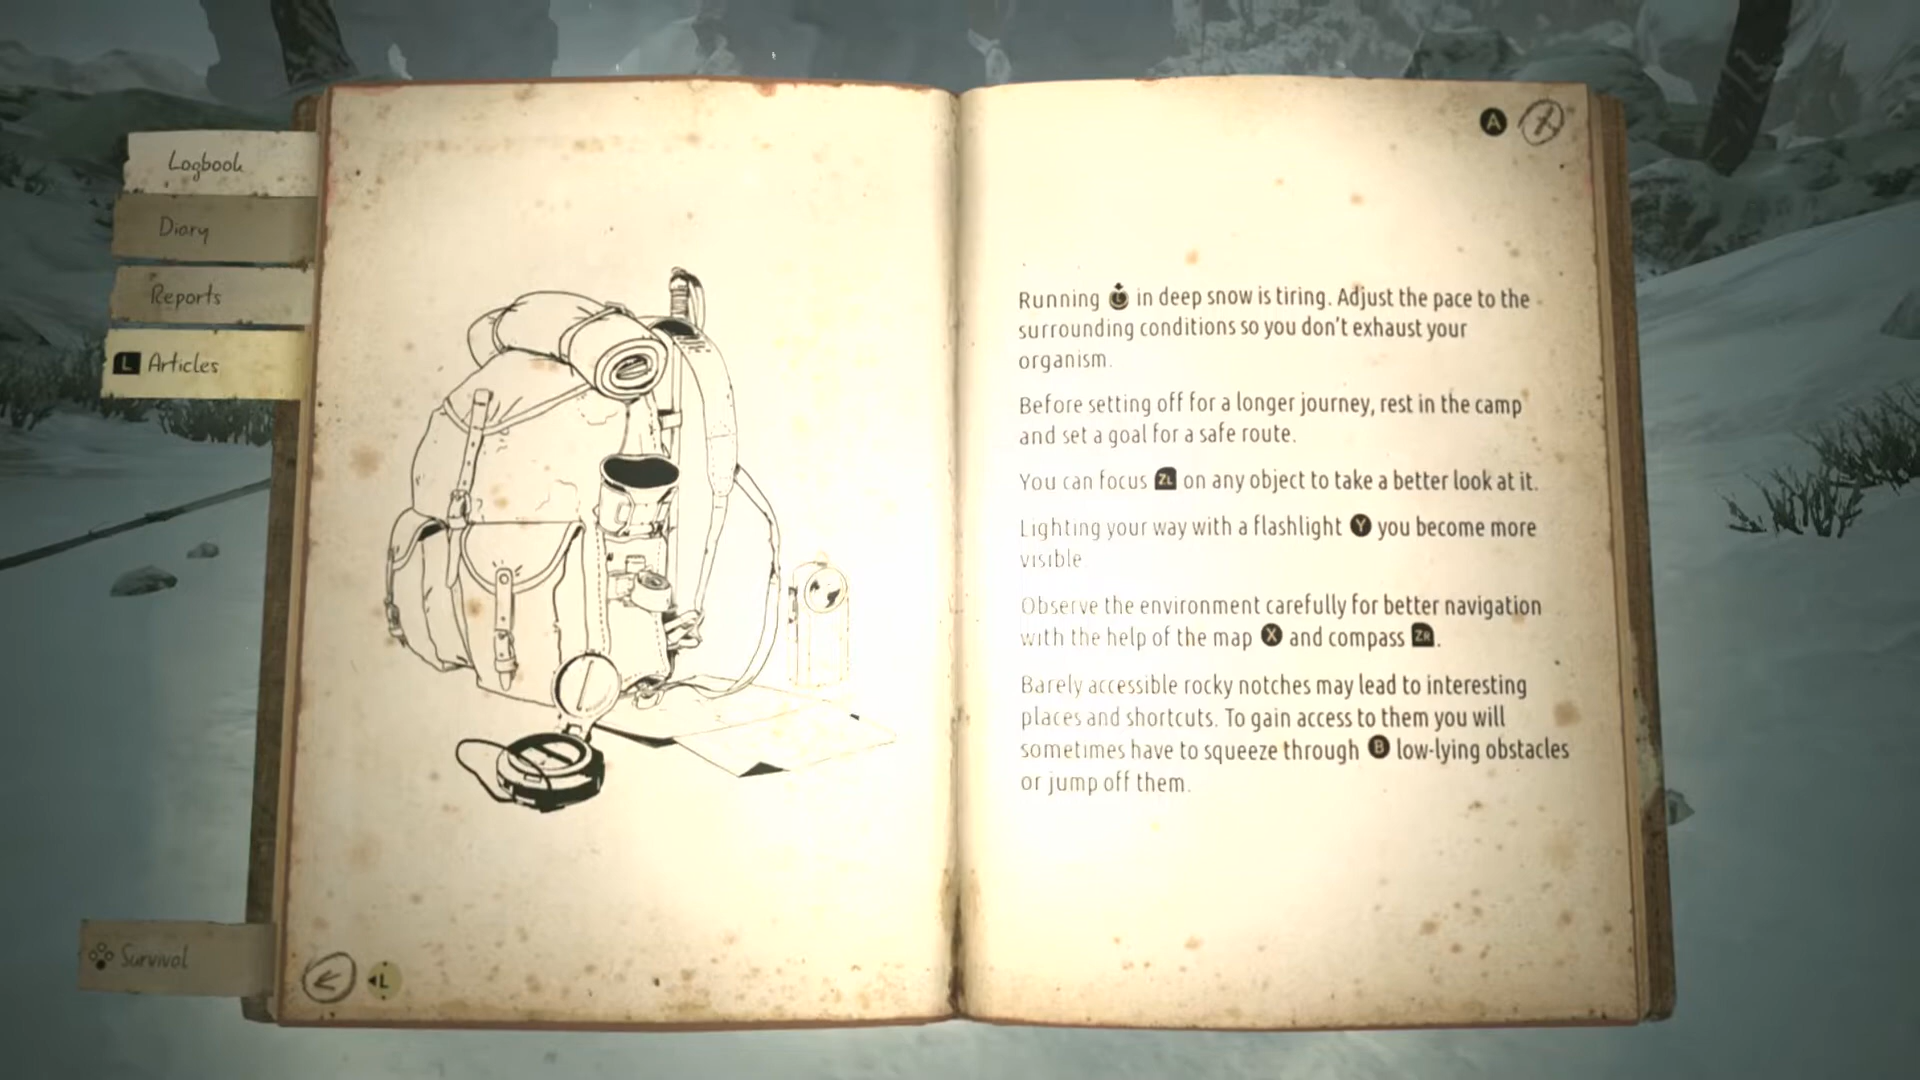 Logbook
Diary
Reports
L Articles
Survival
L
A
Running L in deep snow is tiring. Adjust the pace to the
surrounding conditions so you don't exhaust your
organism.
Before setting off for a longer journey, rest in the camp
and set a goal for a safe route.
You can focus ZL on any object to take a better look at it.
Lighting your way with a flashlight Y you become more
visible.
Observe the environment carefully for better navigation
with the help of the map X and compass ZR.
Barely accessible rocky notches may lead to interesting
places and shortcuts. To gain access to them you will
sometimes have to squeeze through B low-lying obstacles
or jump off them.